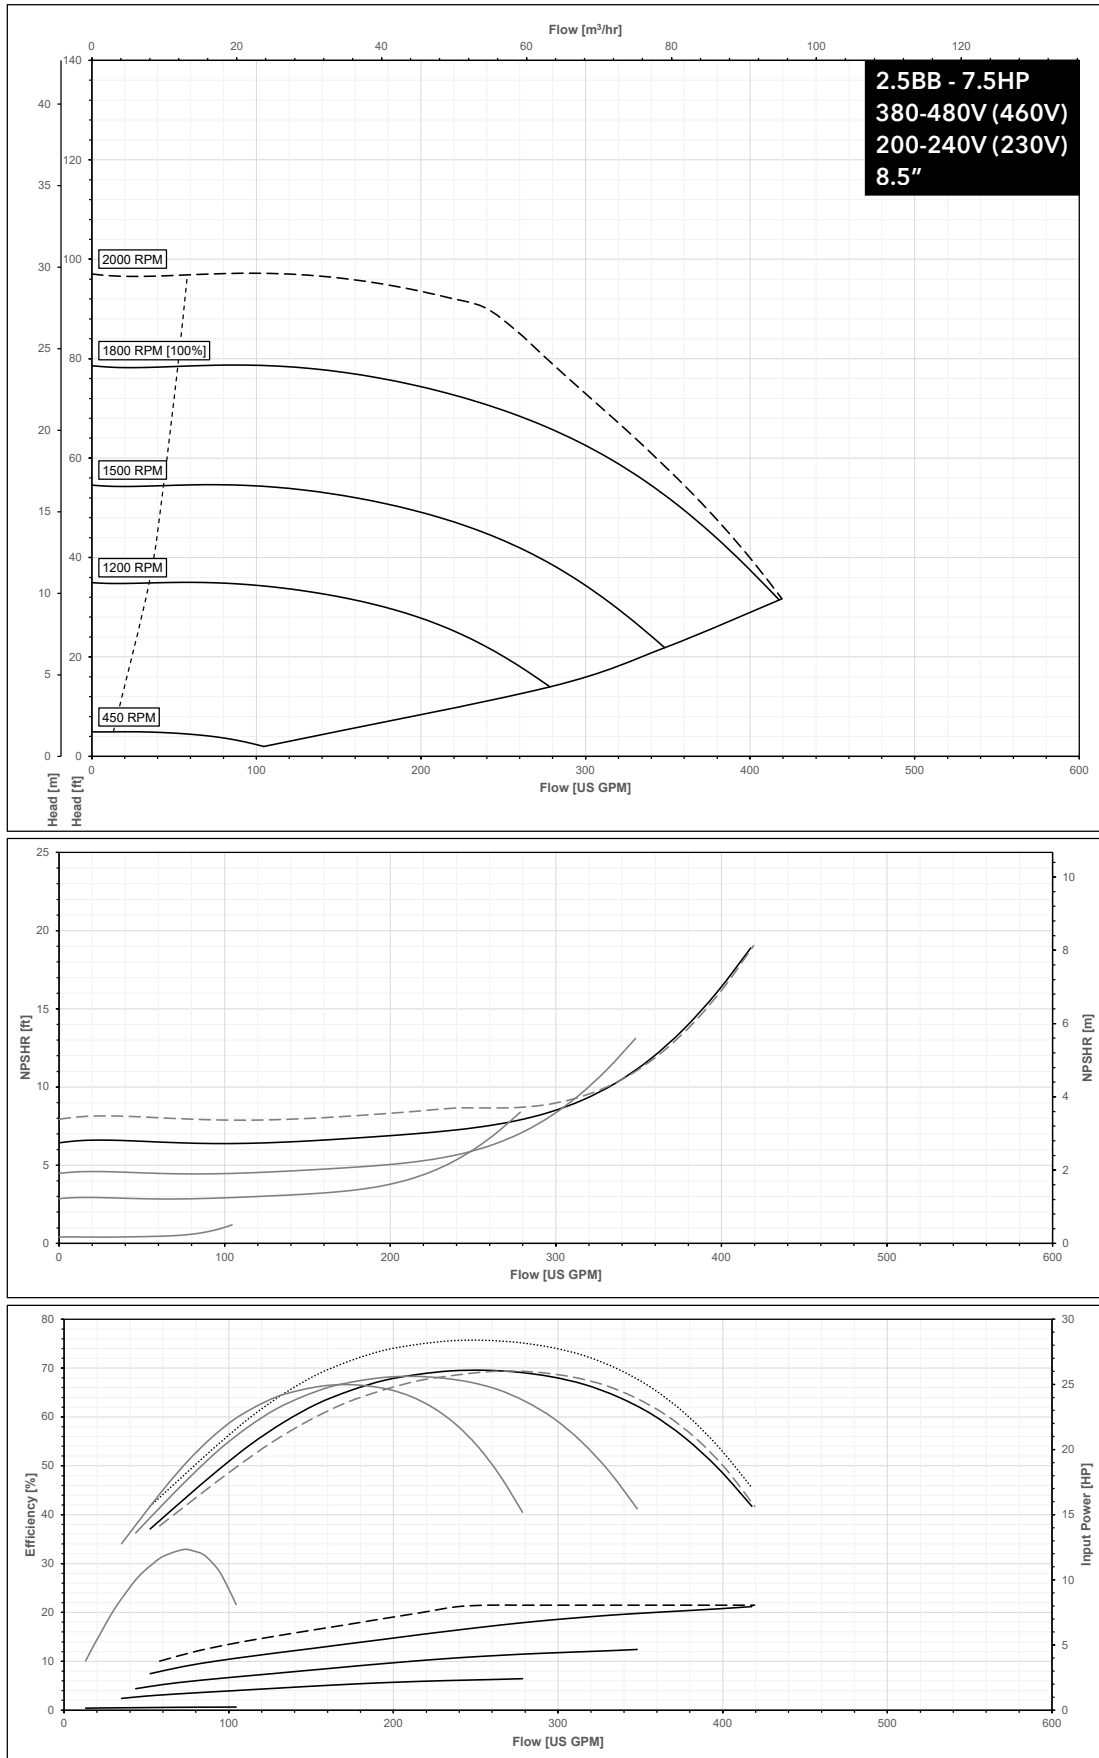 Flow [m³/hr]
0 20 40 60 80 100 120
2.5BB - 7.5HP
380-480V (460V)
200-240V (230V)
8.5"
140
120
100
80
60
40
20
0
40
35
30
25
20
15
10
5
0
2000 RPM
1800 RPM [100%]
1500 RPM
1200 RPM
450 RPM
0 100 200 300 400 500 600
Flow [US GPM]
Head [m]
Head [ft]
25
20
15
10
5
0
NPSHR [ft]
10
8
6
4
2
0
NPSHR [m]
0 100 200 300 400 500 600
Flow [US GPM]
80
70
60
50
40
30
20
10
0
Efficiency [%]
30
25
20
15
10
5
0
Input Power [HP]
0 100 200 300 400 500 600
Flow [US GPM]